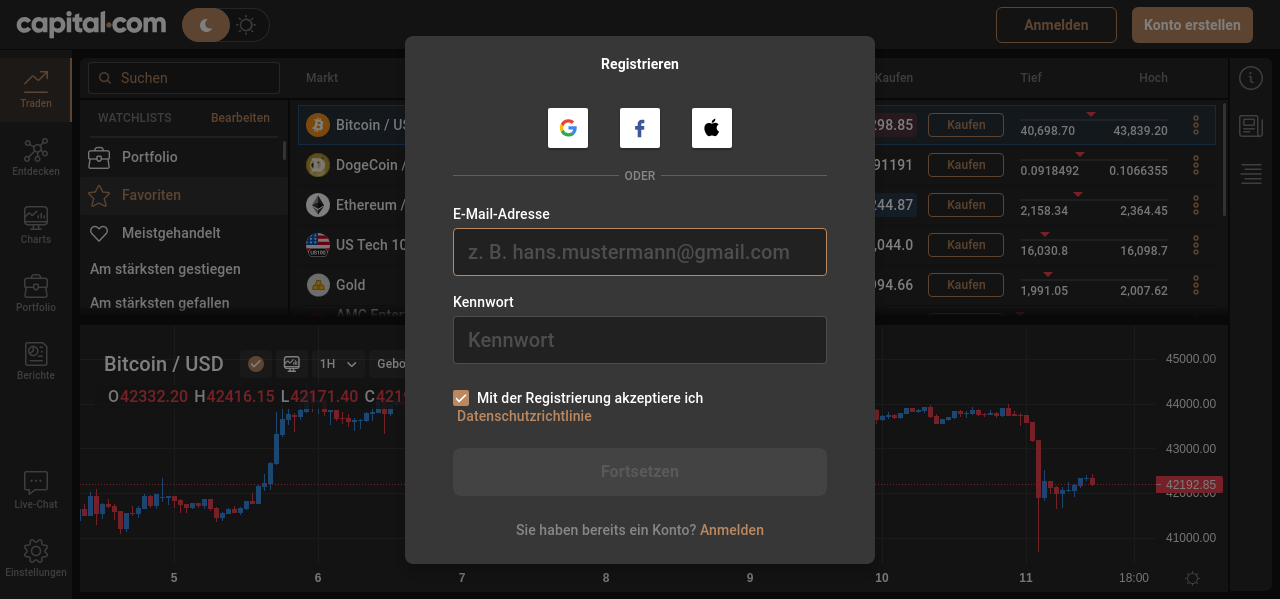 capital.com
Anmelden
Konto erstellen
Registrieren
Traden
Suchen
Markt
Kaufen
Tief
Hoch
WATCHLISTS
Bearbeiten
Portfolio
Favoriten
Meistgehandelt
Am stärksten gestiegen
Am stärksten gefallen
Entdecken
Charts
Portfolio
Berichte
Live-Chat
Einstellungen
Bitcoin / US
298.85
Kaufen
40,698.70
43,839.20
DogeCoin /
91191
Kaufen
0.0918492
0.1066355
Ethereum /
244.87
Kaufen
2,158.34
2,364.45
US100
US Tech 10
,044.0
Kaufen
16,030.8
16,098.7
Gold
994.66
Kaufen
1,991.05
2,007.62
AMC Enter
ODER
E-Mail-Adresse
z. B. hans.mustermann@gmail.com
Kennwort
Kennwort
Mit der Registrierung akzeptiere ich
Datenschutzrichtlinie
Fortsetzen
Sie haben bereits ein Konto? Anmelden
Bitcoin / USD
1H
Gebo
O42332.20 H42416.15 L42171.40 C4219
45000.00
44000.00
43000.00
42192.85
42000.00
41000.00
5 6 7 8 9 10 11 18:00